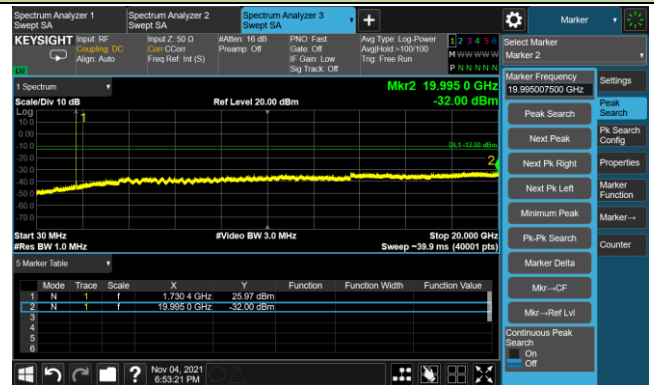 Spectrum Analyzer 1
Swept SA
Spectrum Analyzer 2
Swept SA
Spectrum Analyzer 3
Swept SA
Marker
KEYSIGHT
Input: RF
Coupling: DC
Align: Auto
Input Z: 50 Ω
Corr CCorr
Freq Ref: Int (S)
#Atten: 16 dB
Preamp: Off
PNO: Fast
Gate: Off
IF Gain: Low
Sig Track: Off
Avg Type: Log-Power
Avg|Hold:>100/100
Trig: Free Run
1 2 3 4 5 6
M W W W W W
P N N N N N
LXI
Select Marker
Marker 2
1 Spectrum
Mkr2 19.995 0 GHz
-32.00 dBm
Scale/Div 10 dB
Ref Level 20.00 dBm
Log
10.0
0.00
-10.0
-20.0
-30.0
-40.0
-50.0
-60.0
-70.0
1
DL1 -13.00 dBm
2
Start 30 MHz
#Res BW 1.0 MHz
#Video BW 3.0 MHz
Stop 20.000 GHz
Sweep ~39.9 ms (40001 pts)
5 Marker Table
Mode Trace Scale X Y Function Function Width Function Value
1 N 1 f 1.730 4 GHz 25.97 dBm
2 N 1 f 19.995 0 GHz -32.00 dBm
3
4
5
6
Marker Frequency
19.995007500 GHz
Peak Search
Next Peak
Next Pk Right
Next Pk Left
Minimum Peak
Pk-Pk Search
Marker Delta
Mkr→CF
Mkr→Ref Lvl
Continuous Peak
Search
On
Off
Settings
Peak
Search
Pk Search
Config
Properties
Marker
Function
Marker→
Counter
Nov 04, 2021
6:53:21 PM